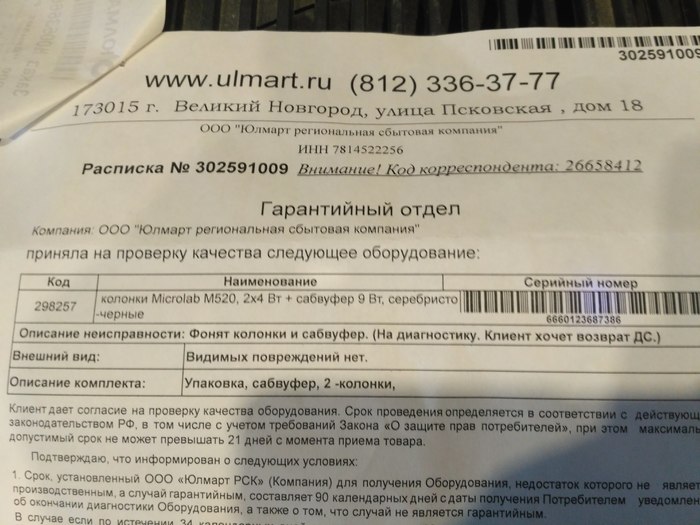 302591009
www.ulmart.ru (812) 336-37-77
173015 г. Великий Новгород, улица Псковская , дом 18
ООО "Юлмарт региональная сбытовая компания"
ИНН 7814522256
Расписка № 302591009 Внимание! Код корреспондента: 26658412
Гарантийный отдел
Компания: ООО "Юлмарт региональная сбытовая компания"
приняла на проверку качества следующее оборудование:
Код Наименование Серийный номер
298257 колонки Microlab M520, 2x4 Вт + сабвуфер 9 Вт, серебристо
-черные
6660123687386
Описание неисправности: Фонят колонки и сабвуфер. (На диагностику. Клиент хочет возврат ДС.)
Внешний вид: Видимых повреждений нет.
Описание комплекта: Упаковка, сабвуфер, 2 -колонки,
Клиент дает согласие на проверку качества оборудования. Срок проведения определяется в соответствии с действующ
законодательством РФ, в том числе с учетом требований Закона «О защите прав потребителей», при этом максималь
допустимый срок не может превышать 21 дней с момента приема товара.
Подтверждаю, что информирован о следующих условиях:
1. Срок, установленный ООО «Юлмарт РСК» (Компания) для получения Оборудования, недостаток которого не являет
производственным, а случай гарантийным, составляет 90 календарных дней с даты получения Потребителем уведомлен
об окончании диагностики Оборудования, а также о том, что случай не является гарантийным.
В случае если по истечении 34 календарных